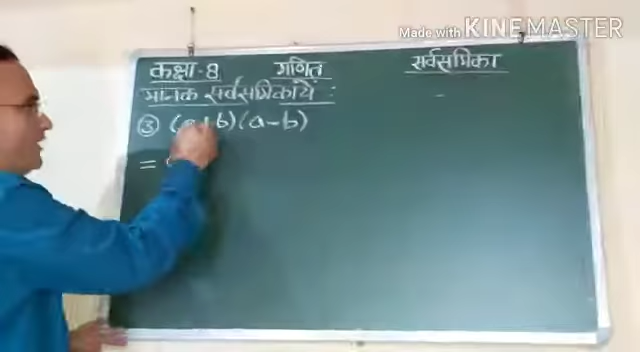 Made with KINEMASTER
कक्षा-8 गणित सर्वसमिका
मानक सर्वसमिकायें :
③ (a+b)(a-b)
=